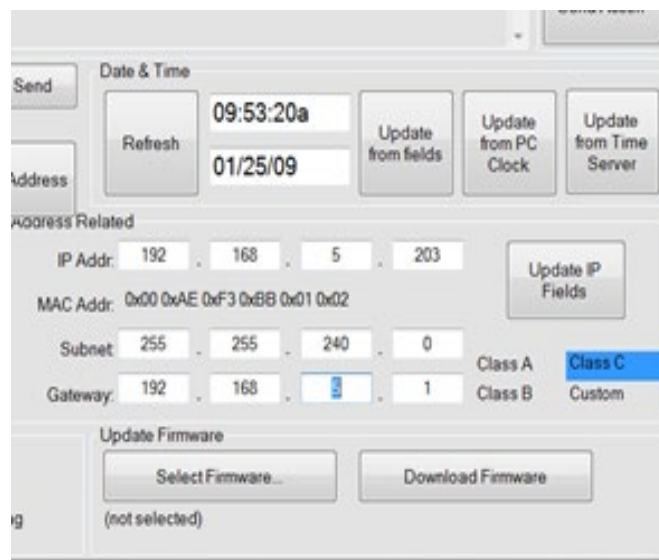 Send
Date & Time
Refresh
09:53:20a
01/25/09
Update
from fields
Update
from PC
Clock
Update
from Time
Server
Address
Address Related
IP Addr: 192 . 168 . 5 . 203
Update IP
Fields
MAC Addr: 0x00 0xAE 0xF3 0xBB 0x01 0x02
Subnet: 255 . 255 . 240 . 0
Class A
Class C
Gateway: 192 . 168 . 5 . 1
Class B
Custom
Update Firmware
Select Firmware...
Download Firmware
(not selected)